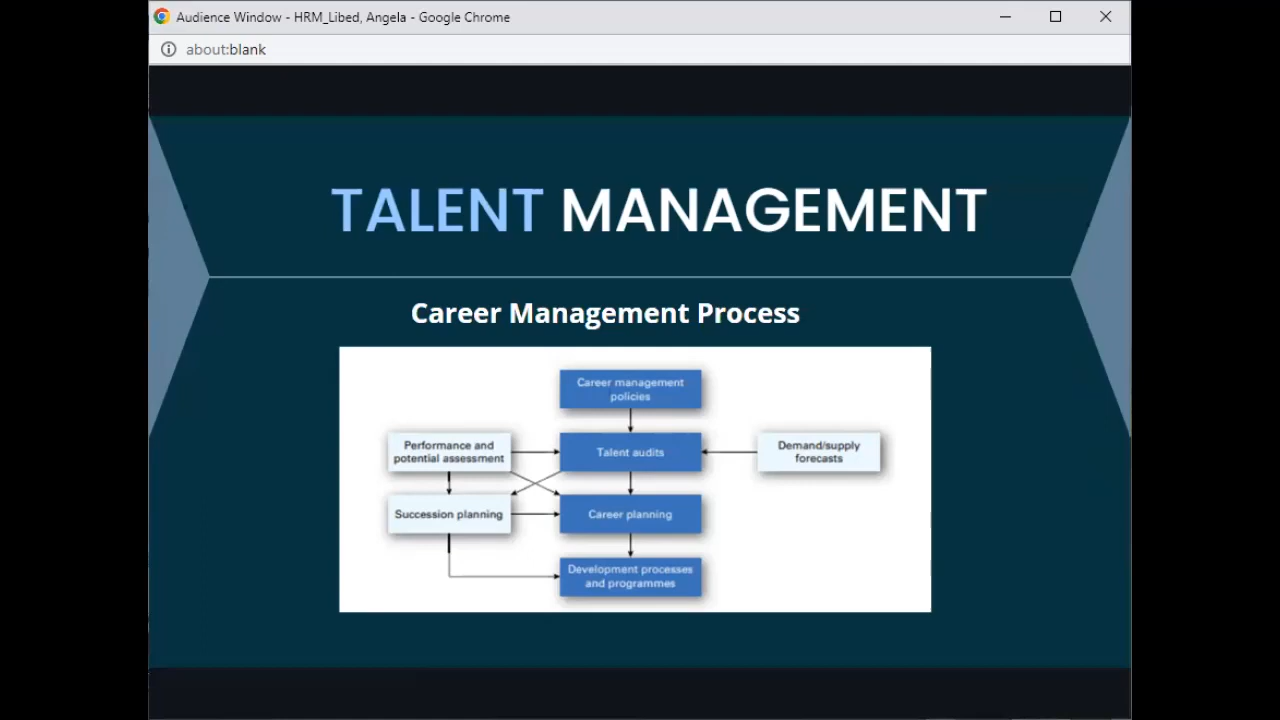 Audience Window - HRM_Libed, Angela - Google Chrome
about:blank
TALENT MANAGEMENT
Career Management Process
Career management
policies
Performance and
potential assessment
Talent audits
Demand/supply
forecasts
Succession planning
Career planning
Development processes
and programmes